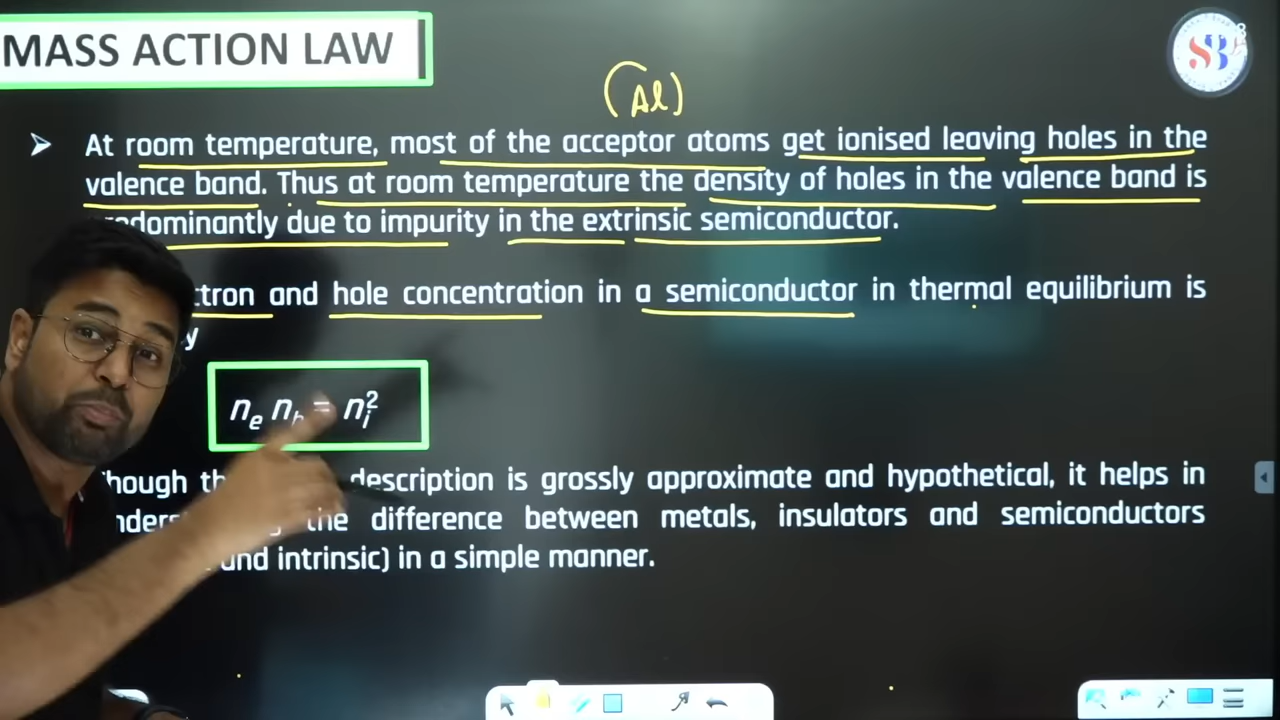 MASS ACTION LAW
SB
(Al)
➤ At room temperature, most of the acceptor atoms get ionised leaving holes in the
valence band. Thus at room temperature the density of holes in the valence band is
dominantly due to impurity in the extrinsic semiconductor.
ctron and hole concentration in a semiconductor in thermal equilibrium is
y
nₑ nₕ = nᵢ²
hough description is grossly approximate and hypothetical, it helps in
the difference between metals, insulators and semiconductors
and intrinsic) in a simple manner.